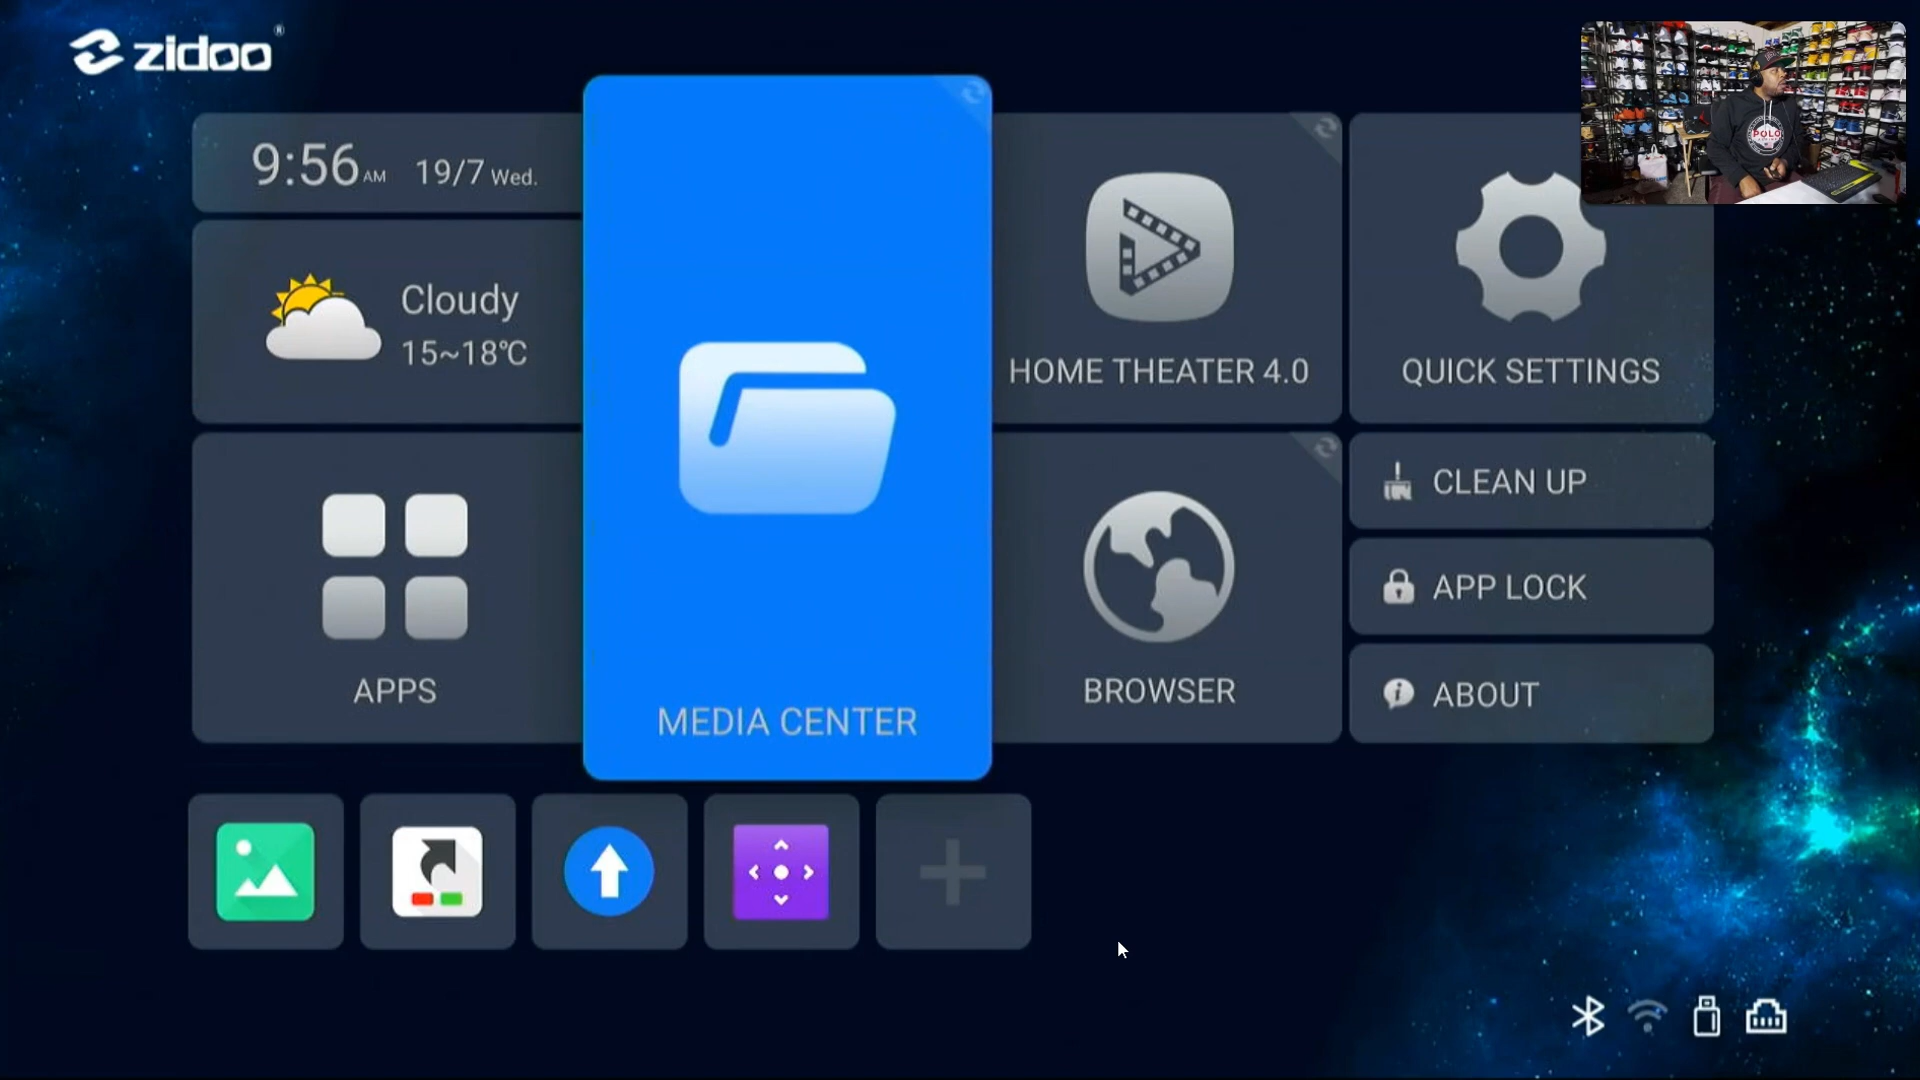 zidoo®
9:56 AM 19/7 Wed.
Cloudy
15~18℃
APPS
MEDIA CENTER
HOME THEATER 4.0
BROWSER
QUICK SETTINGS
CLEAN UP
APP LOCK
ABOUT
POLO